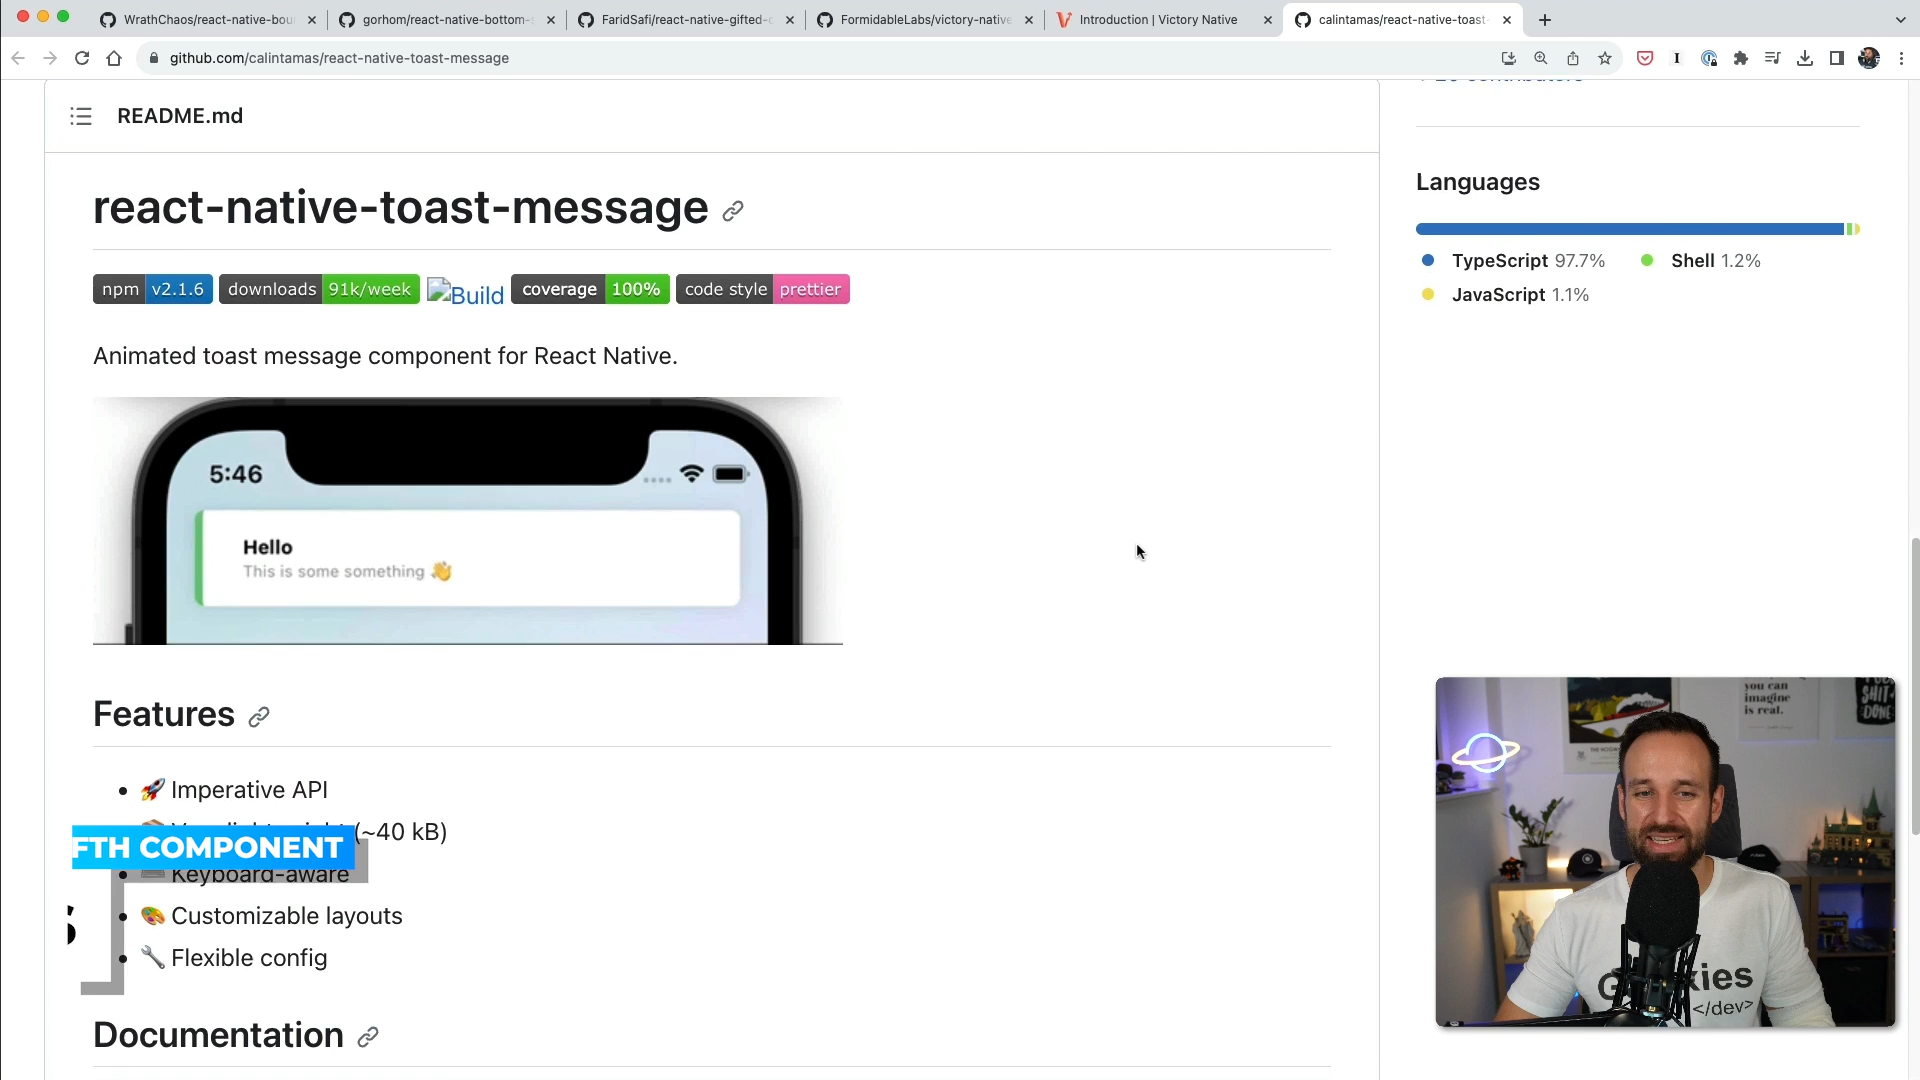 WrathChaos/react-native-bou
gorhom/react-native-bottom-s
FaridSafi/react-native-gifted-c
FormidableLabs/victory-native
Introduction | Victory Native
calintamas/react-native-toast-
github.com/calintamas/react-native-toast-message
README.md
react-native-toast-message
npm v2.1.6 downloads 91k/week Build coverage 100% code style prettier
Animated toast message component for React Native.
5:46
Hello
This is some something 👋
Features
🚀 Imperative API
(~40 kB)
FTH COMPONENT
Keyboard-aware
🎨 Customizable layouts
🔧 Flexible config
Documentation
Languages
TypeScript 97.7%
Shell 1.2%
JavaScript 1.1%
you can
imagine
is real.
SHIT
DONE
</dev>